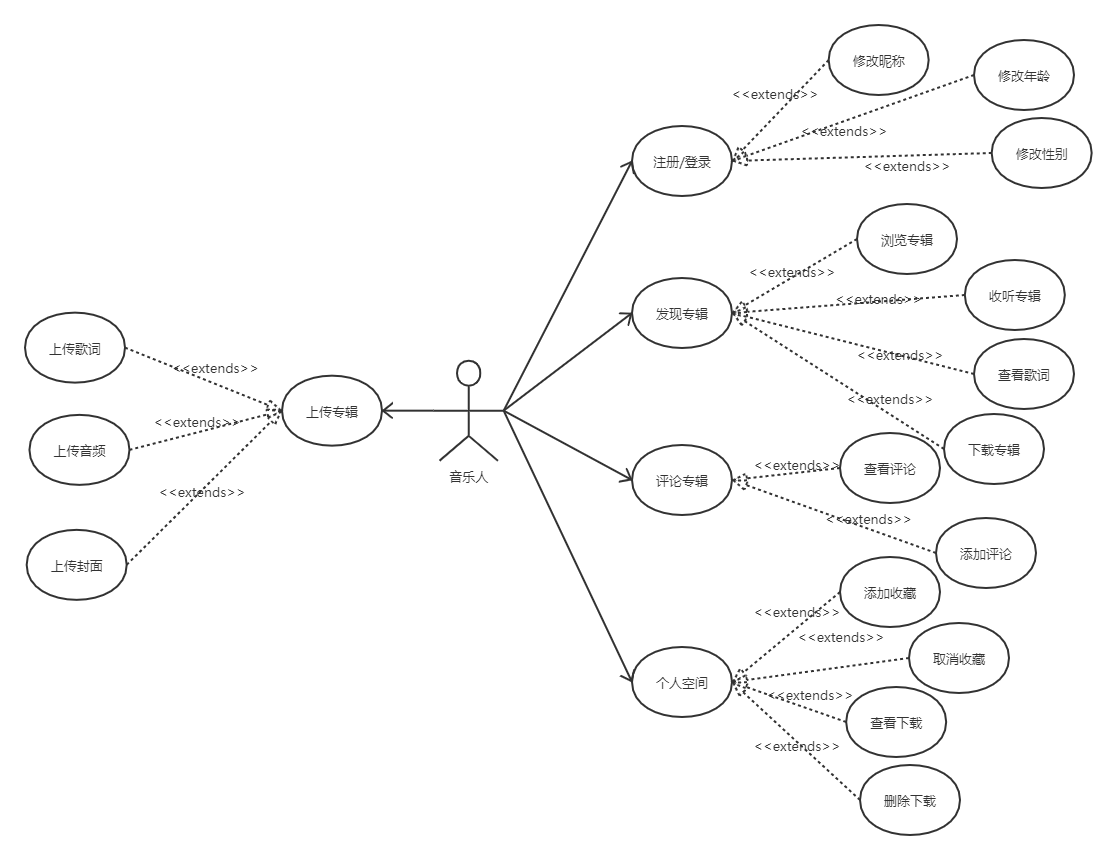 修改昵称
修改年龄
<<extends>>
<<extends>>
修改性别
注册/登录
<<extends>>
浏览专辑
<<extends>>
收听专辑
<<extends>>
发现专辑
上传歌词
<<extends>>
<<extends>>
查看歌词
<<extends>>
上传专辑
上传音频
<<extends>>
下载专辑
<<extends>>
查看评论
音乐人
评论专辑
<<extends>>
<<extends>>
添加评论
上传封面
添加收藏
<<extends>>
<<extends>>
取消收藏
个人空间
<<extends>>
查看下载
<<extends>>
删除下载